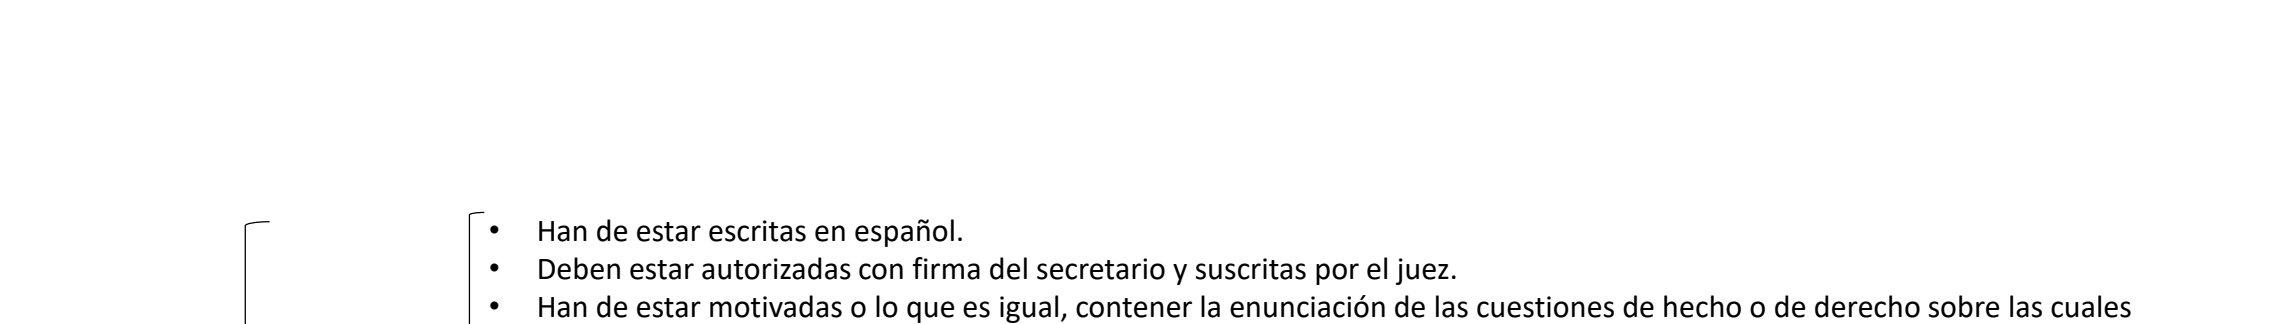 • Han de estar escritas en español.
• Deben estar autorizadas con firma del secretario y suscritas por el juez.
• Han de estar motivadas o lo que es igual, contener la enunciación de las cuestiones de hecho o de derecho sobre las cuales